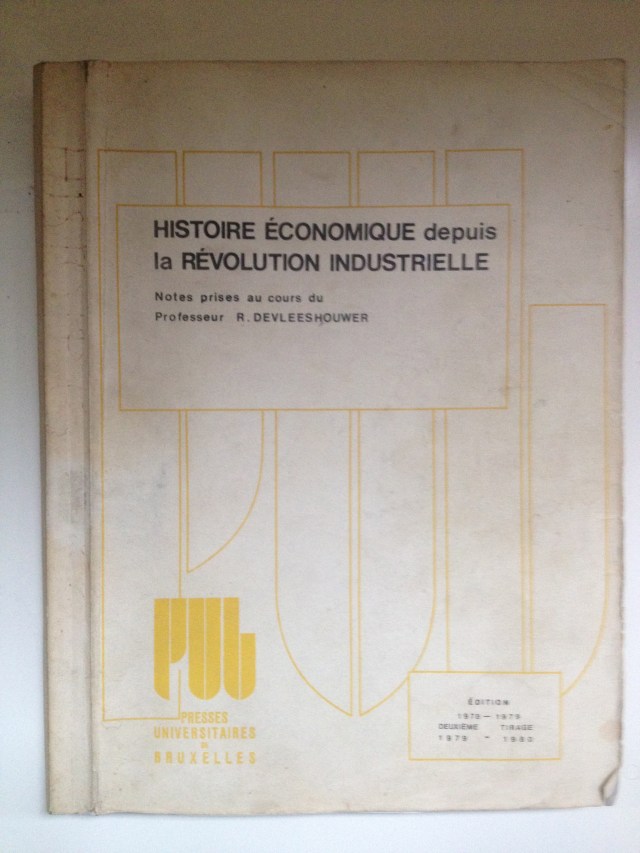 HISTOIRE ÉCONOMIQUE depuis
la RÉVOLUTION INDUSTRIELLE
Notes prises au cours du
Professeur R. DEVLEESHOUWER
PUb
PRESSES
UNIVERSITAIRES
DE
BRUXELLES
ÉDITION
1978 - 1979
DEUXIÈME TIRAGE
1979 - 1980